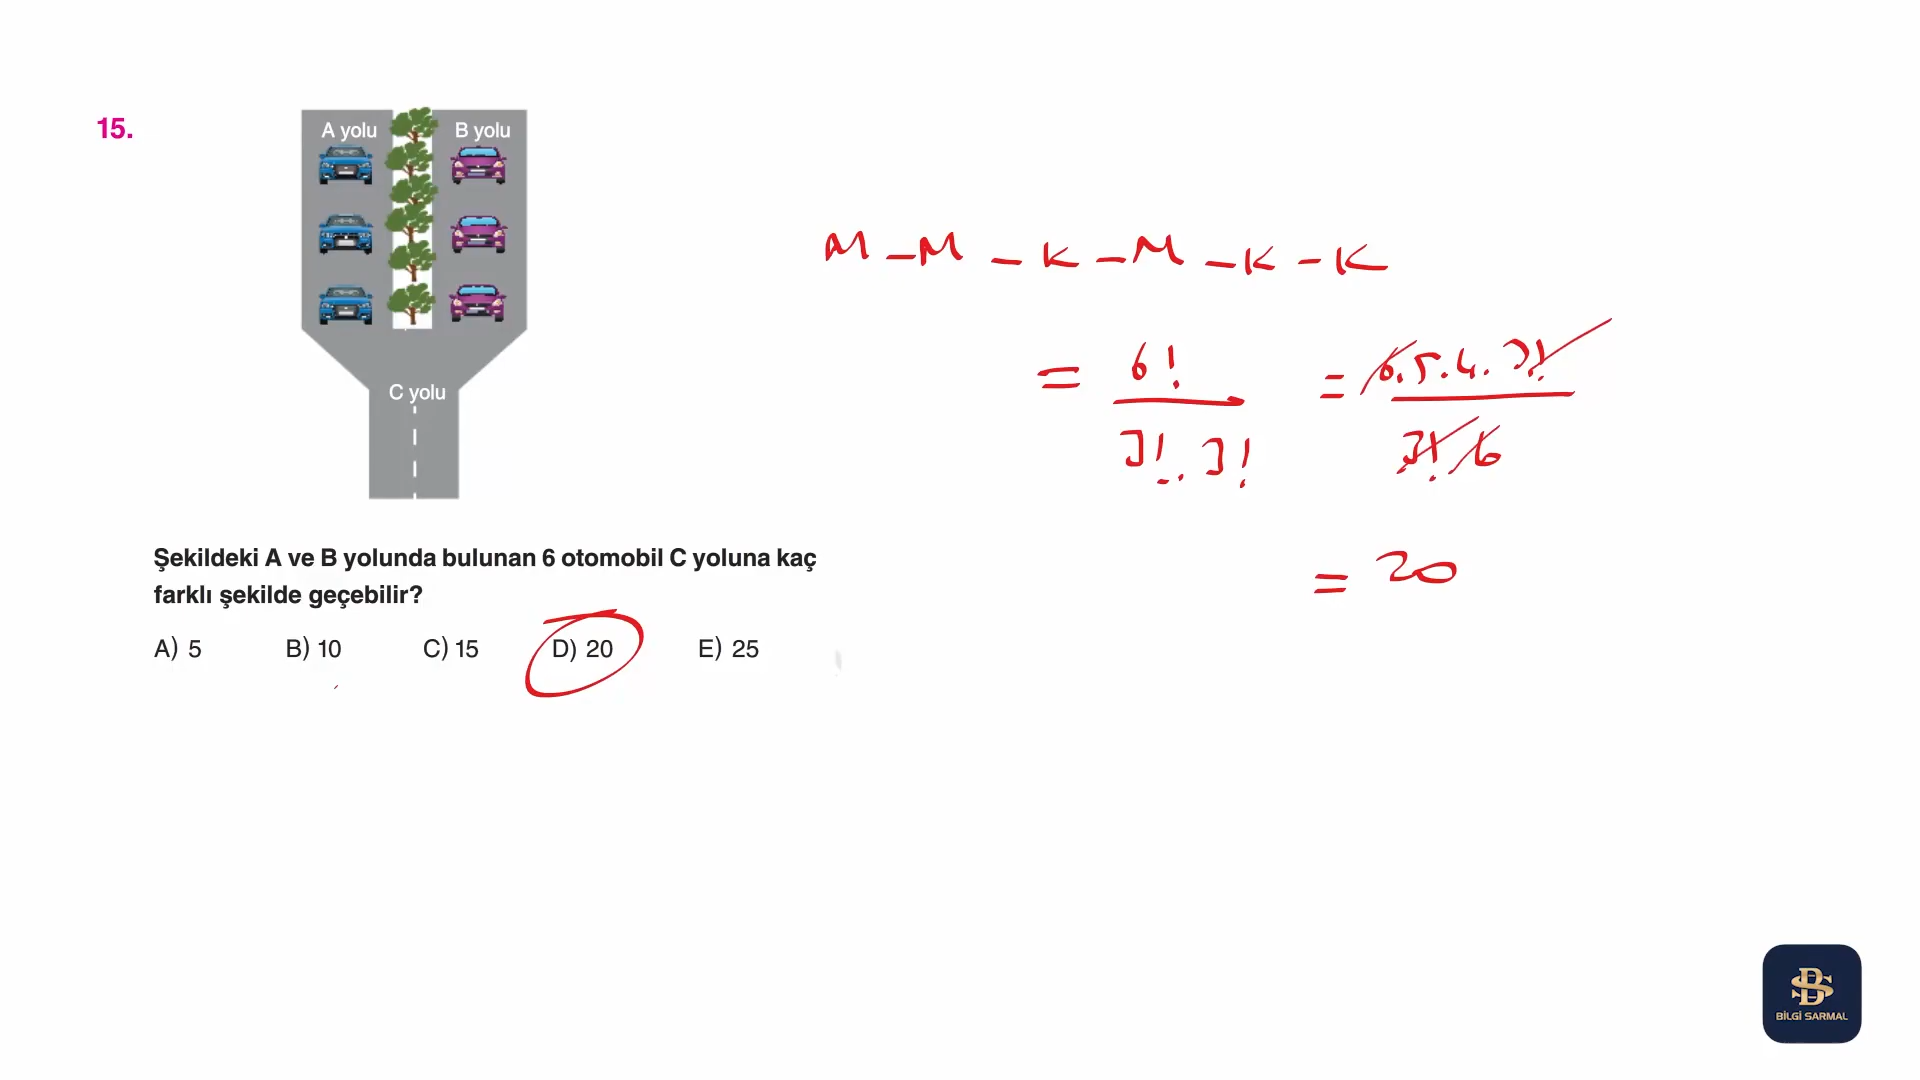 15.
A yolu B yolu
C yolu
Şekildeki A ve B yolunda bulunan 6 otomobil C yoluna kaç
farklı şekilde geçebilir?
A) 5 B) 10 C) 15 D) 20 E) 25
M - M - K - M - K - K
= 6! / 3! . 3! = 6.5.4.3! / 3! 6
= 20
BİLGİ SARMAL